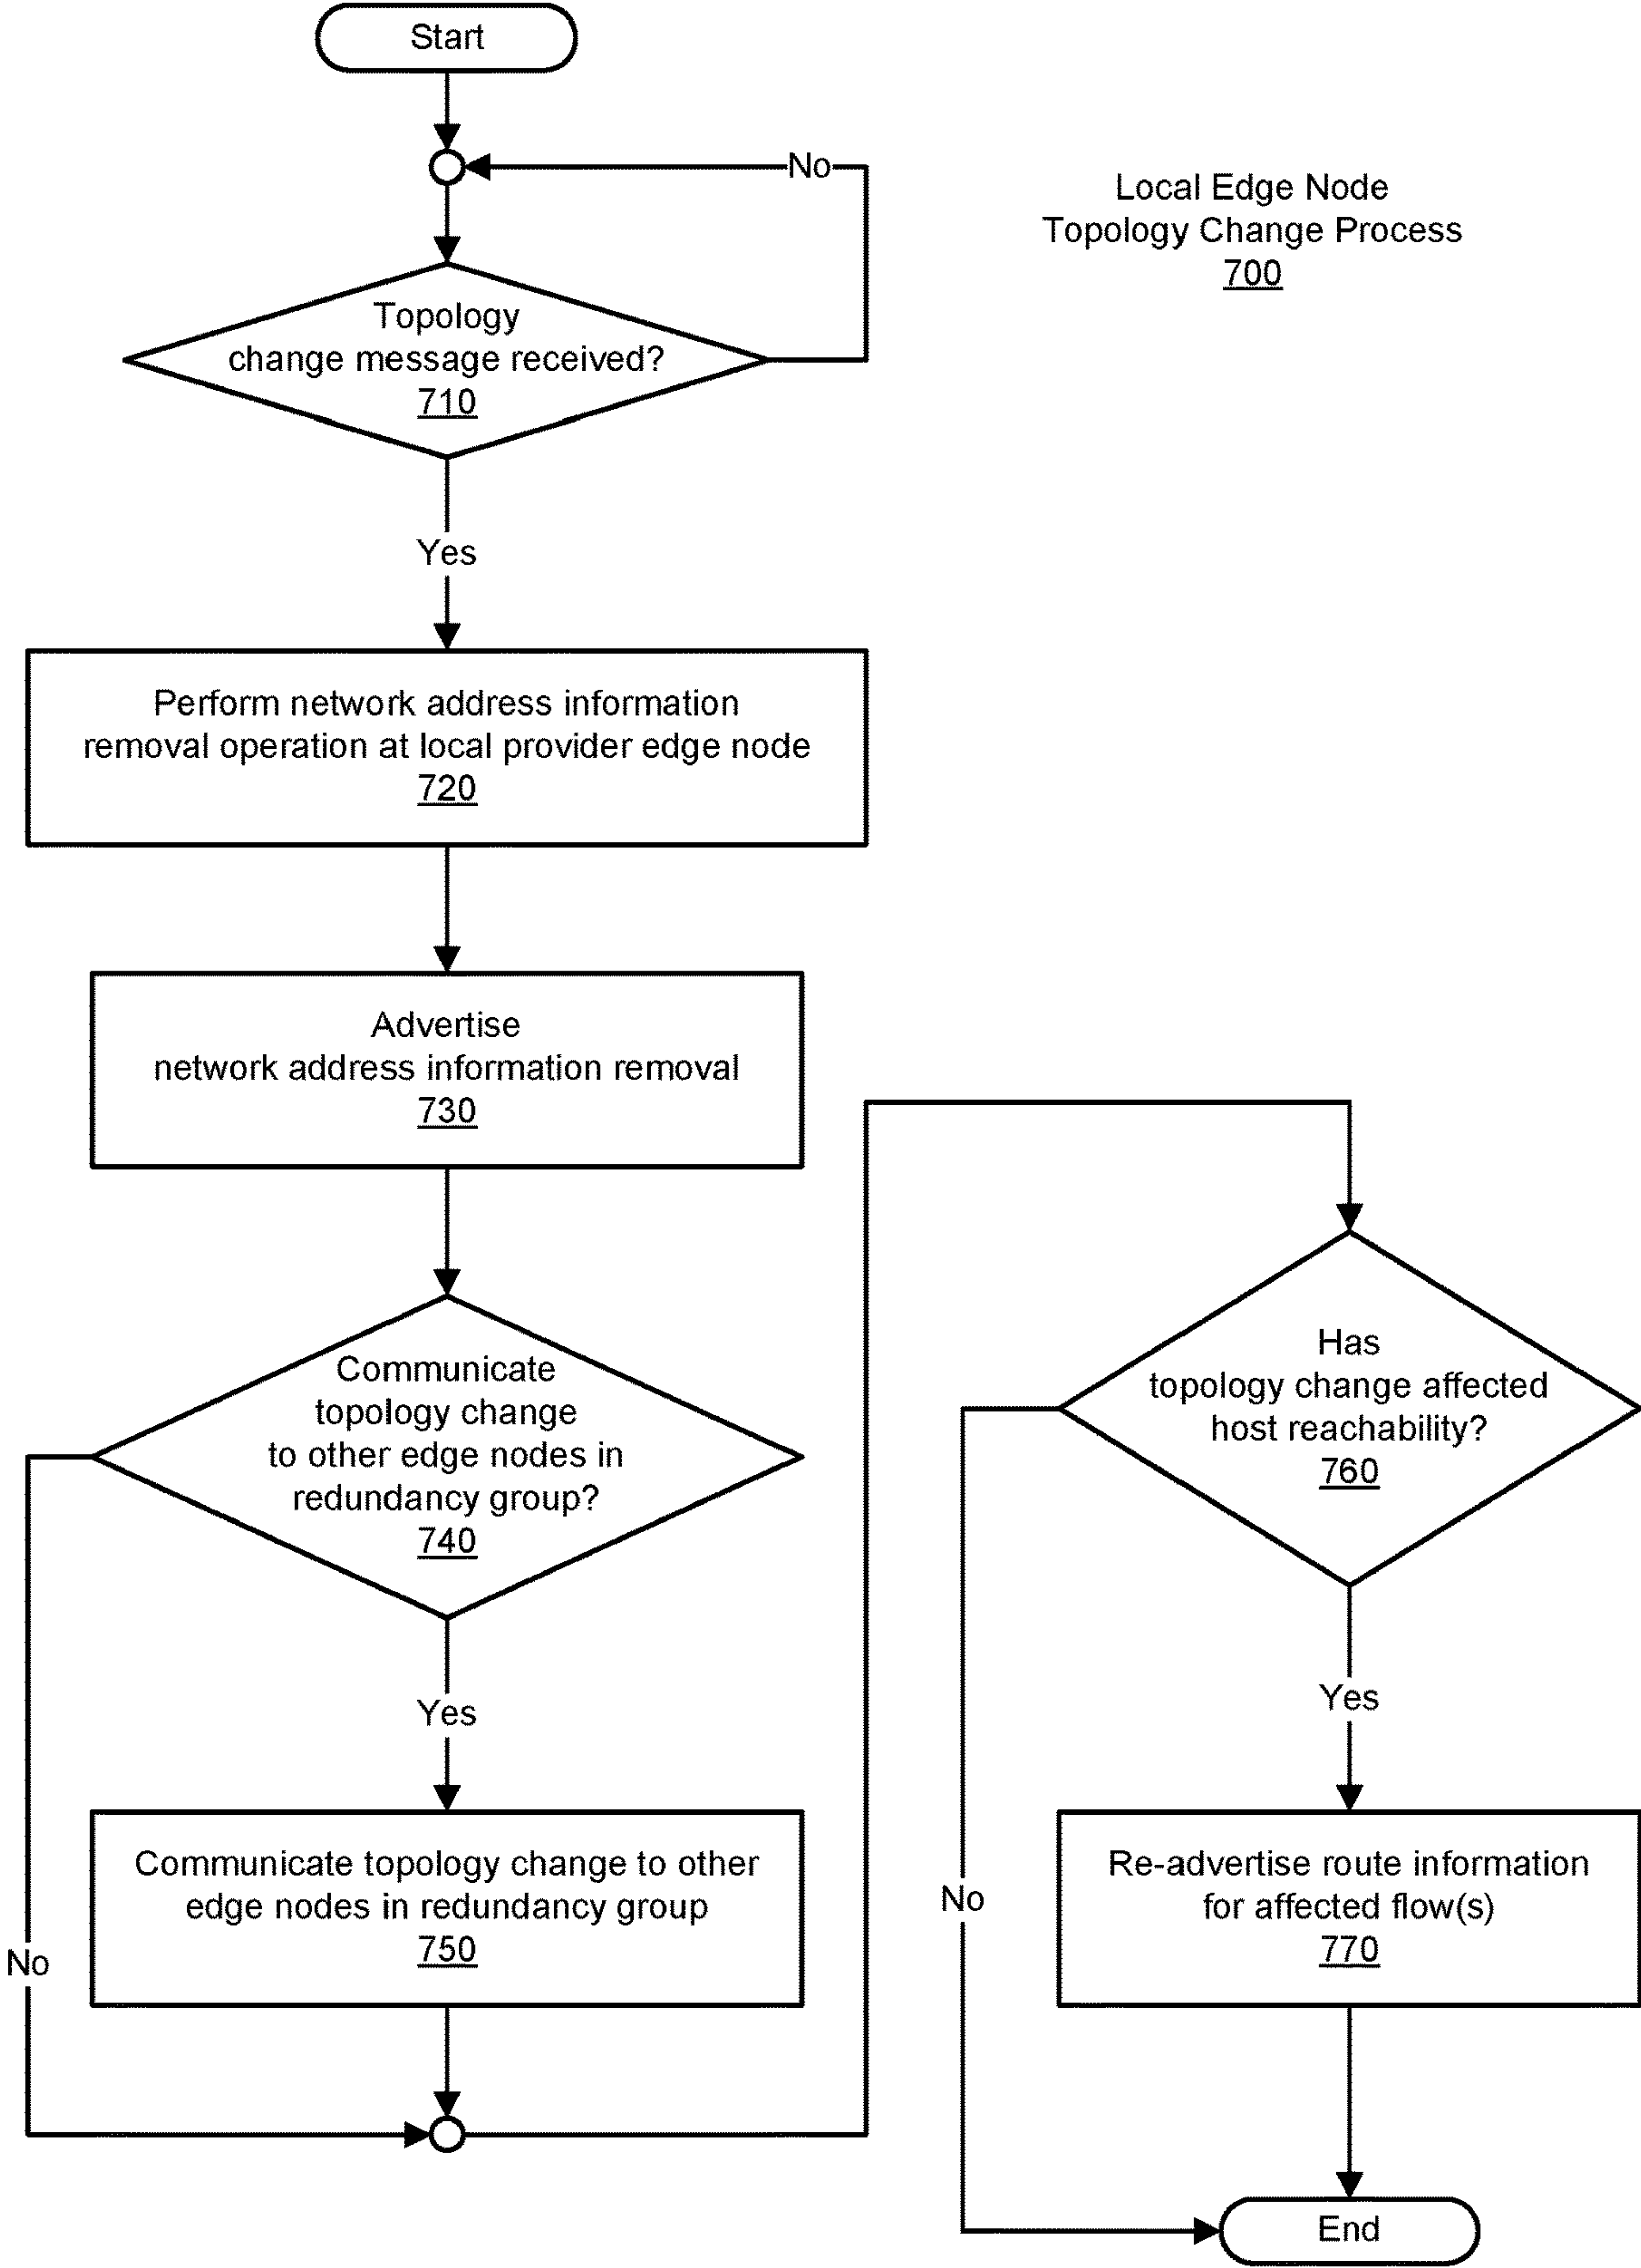 Start
No
Local Edge Node
Topology Change Process
700
Topology
change message received?
710
Yes
Perform network address information
removal operation at local provider edge node
720
Advertise
network address information removal
730
Communicate
topology change
to other edge nodes in
redundancy group?
740
Yes
Communicate topology change to other
edge nodes in redundancy group
750
No
Has
topology change affected
host reachability?
760
Yes
No
Re-advertise route information
for affected flow(s)
770
End